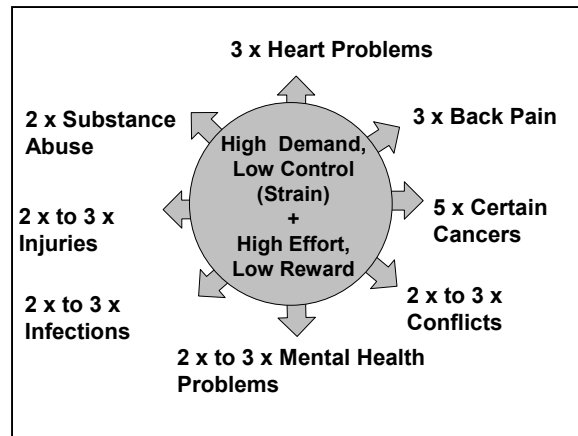 3 x Heart Problems
2 x Substance
Abuse
3 x Back Pain
High Demand,
Low Control
(Strain)
+
High Effort,
Low Reward
2 x to 3 x
Injuries
5 x Certain
Cancers
2 x to 3 x
Infections
2 x to 3 x
Conflicts
2 x to 3 x Mental Health
Problems